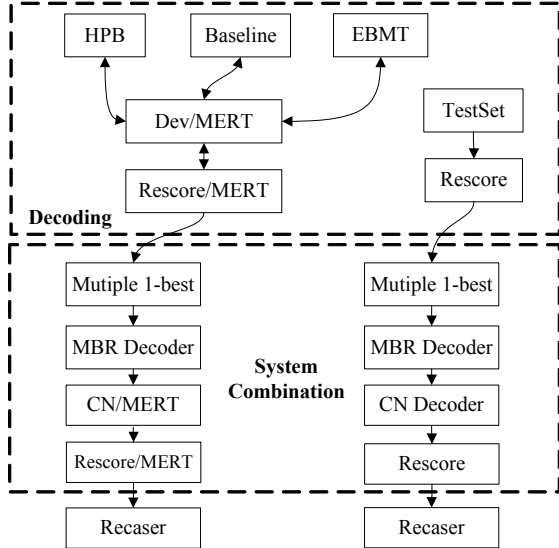 HPB
Baseline
EBMT
Dev/MERT
TestSet
Rescore/MERT
Rescore
Decoding
Mutiple 1-best
Mutiple 1-best
MBR Decoder
MBR Decoder
System
Combination
CN/MERT
CN Decoder
Rescore/MERT
Rescore
Recaser
Recaser